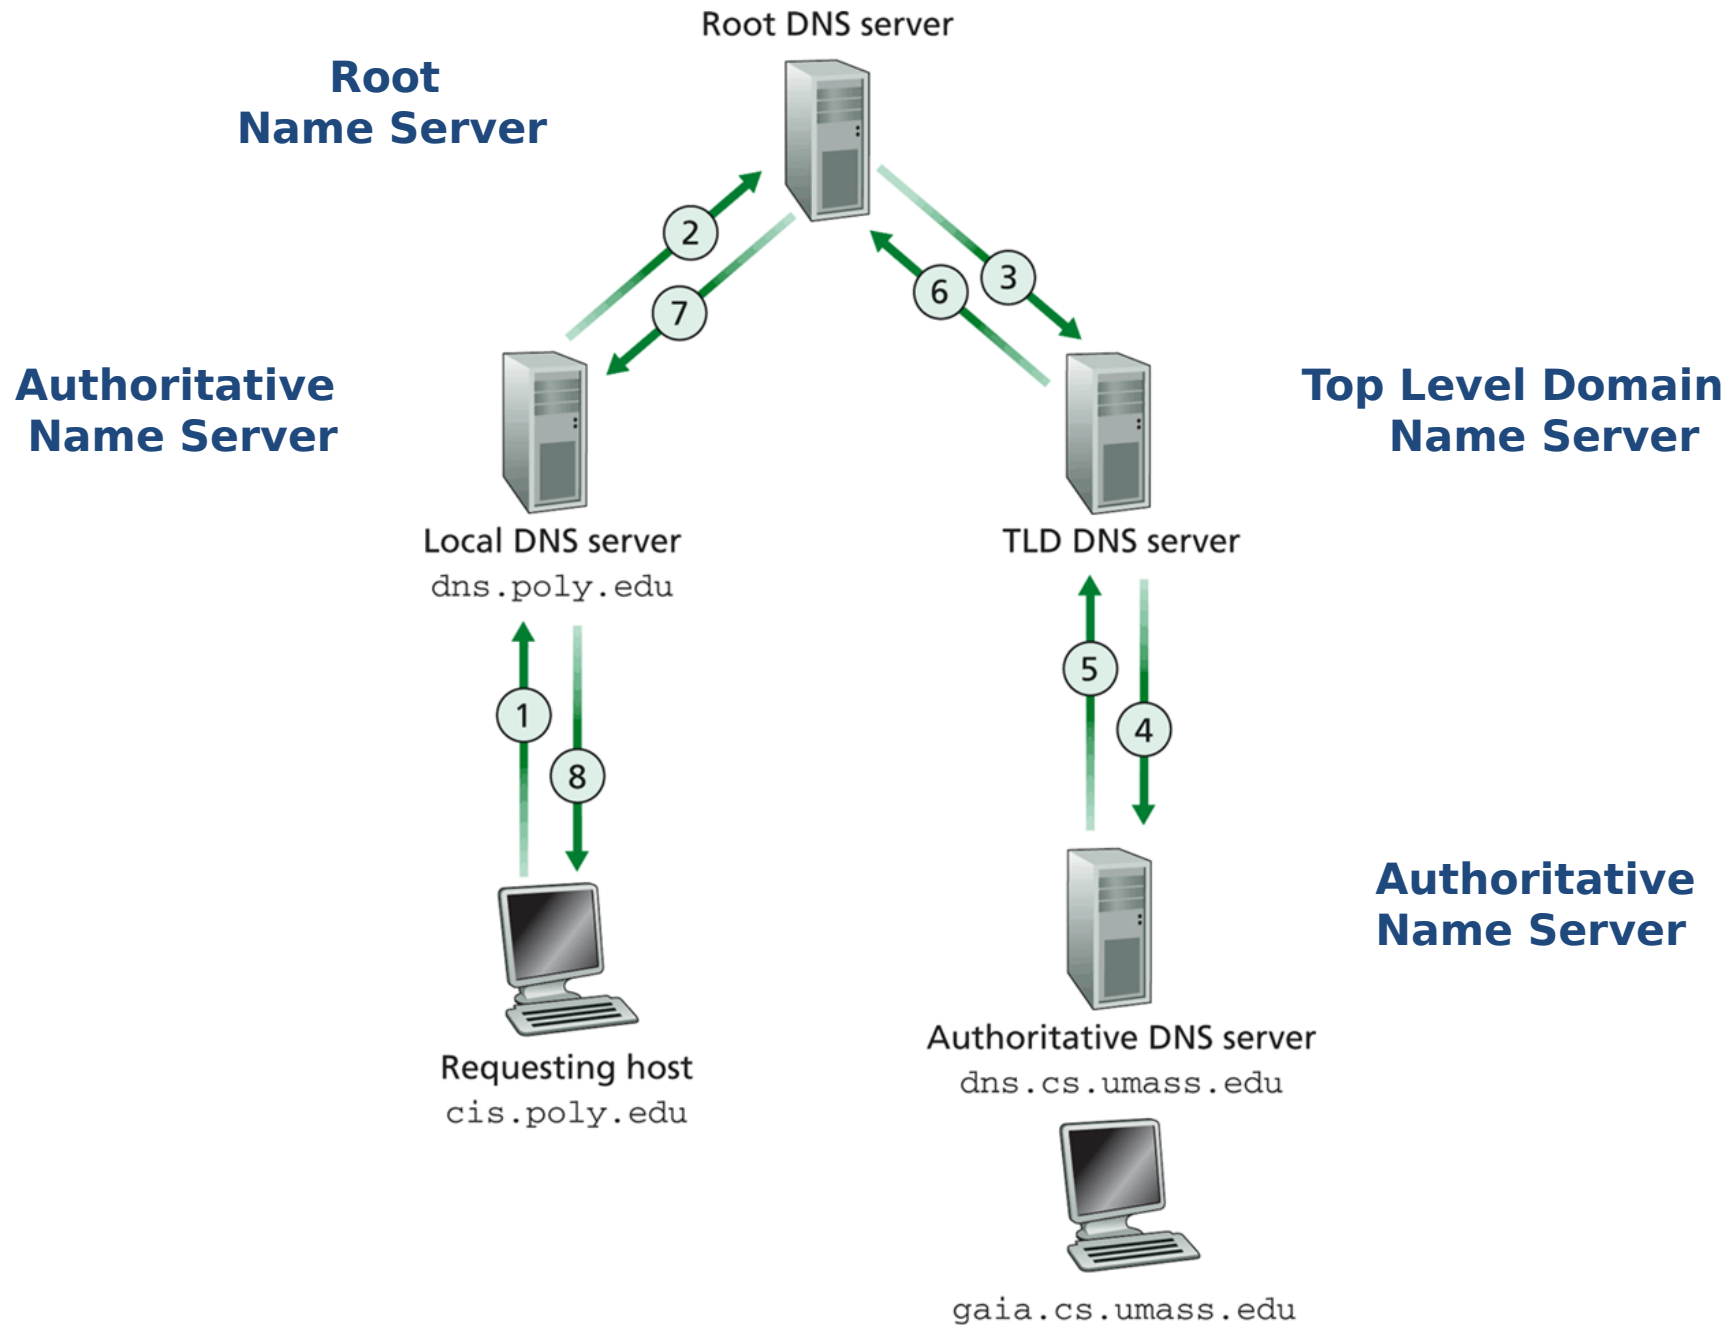 Root DNS server
Root
Name Server
2
3
6
7
Authoritative
Name Server
Top Level Domain
Name Server
Local DNS server
dns.poly.edu
TLD DNS server
5
1
4
8
Authoritative
Name Server
Requesting host
cis.poly.edu
Authoritative DNS server
dns.cs.umass.edu
gaia.cs.umass.edu